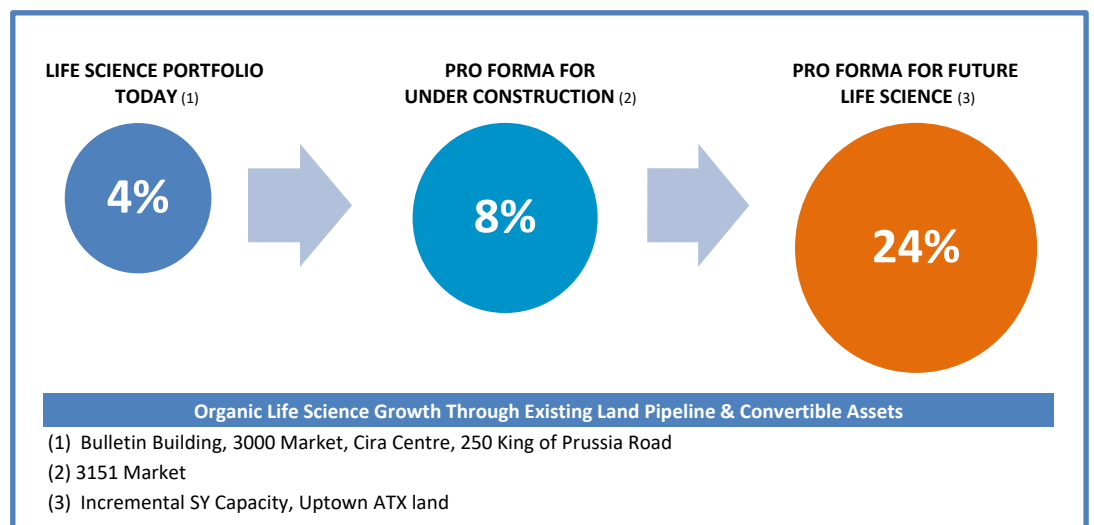 LIFE SCIENCE PORTFOLIO
TODAY (1)
PRO FORMA FOR
UNDER CONSTRUCTION (2)
PRO FORMA FOR FUTURE
LIFE SCIENCE (3)
4%
8%
24%
Organic Life Science Growth Through Existing Land Pipeline & Convertible Assets
(1) Bulletin Building, 3000 Market, Cira Centre, 250 King of Prussia Road
(2) 3151 Market
(3) Incremental SY Capacity, Uptown ATX land